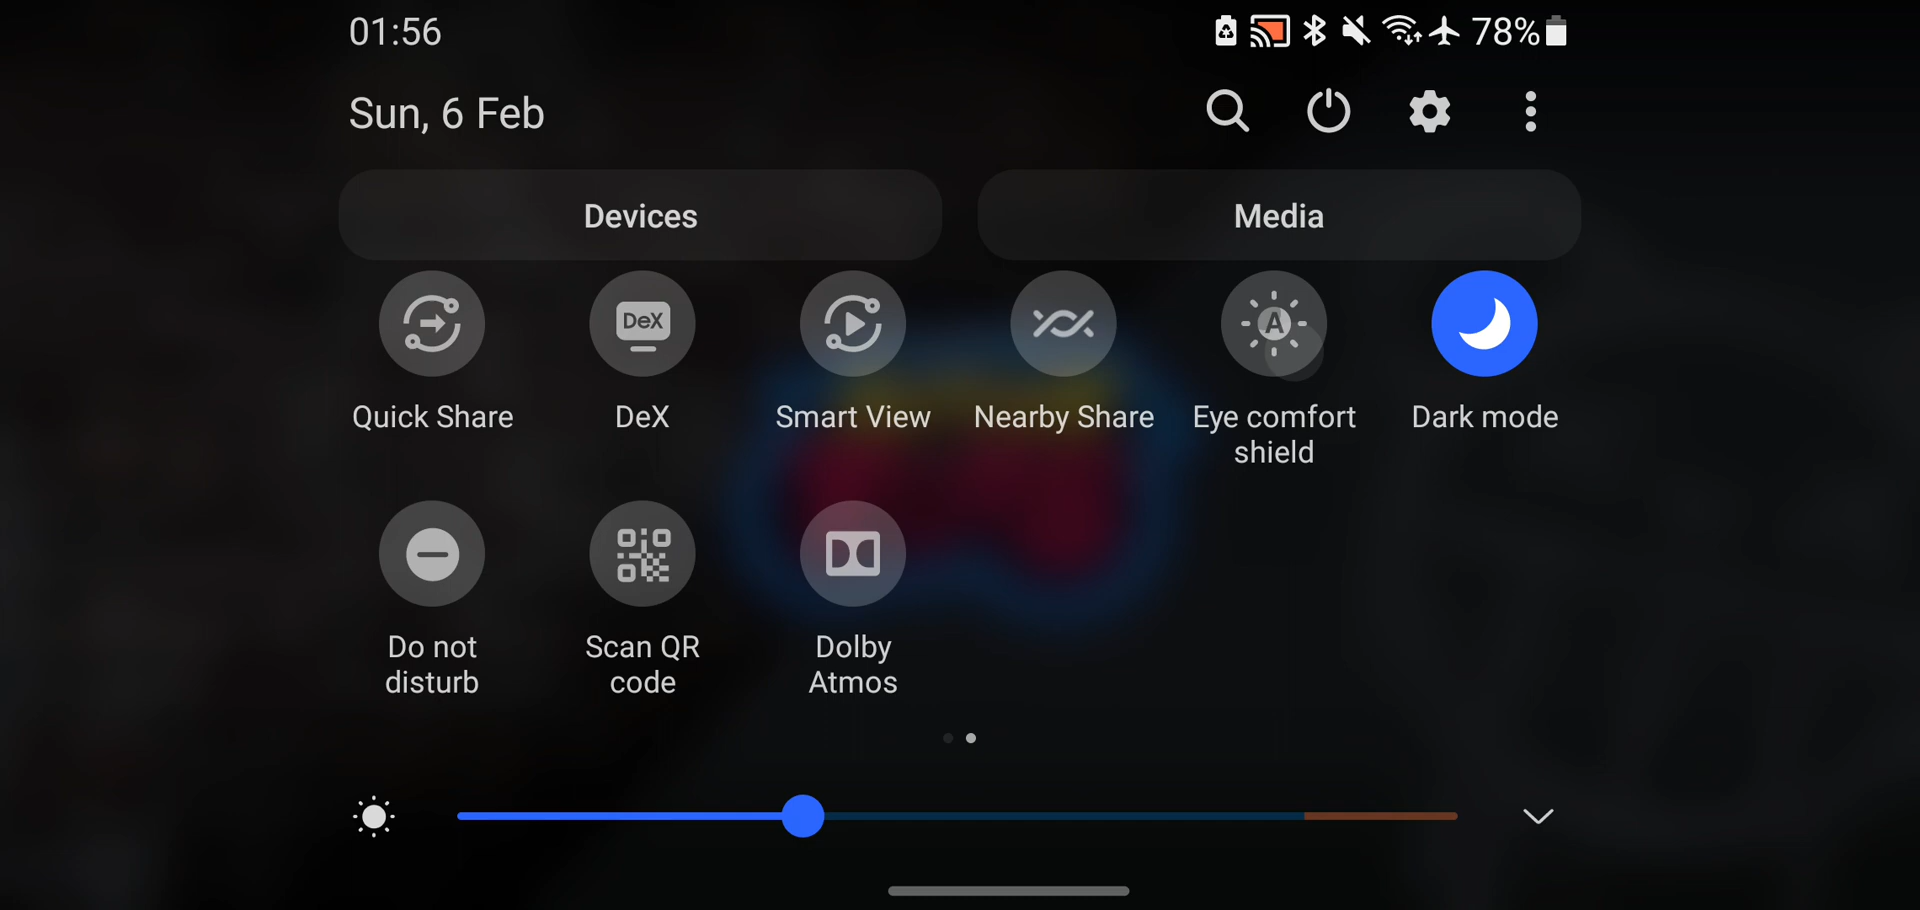 01:56
78%
Sun, 6 Feb
Devices
Media
DeX
A
Quick Share
DeX
Smart View
Nearby Share
Eye comfort
shield
Dark mode
Do not
disturb
Scan QR
code
Dolby
Atmos